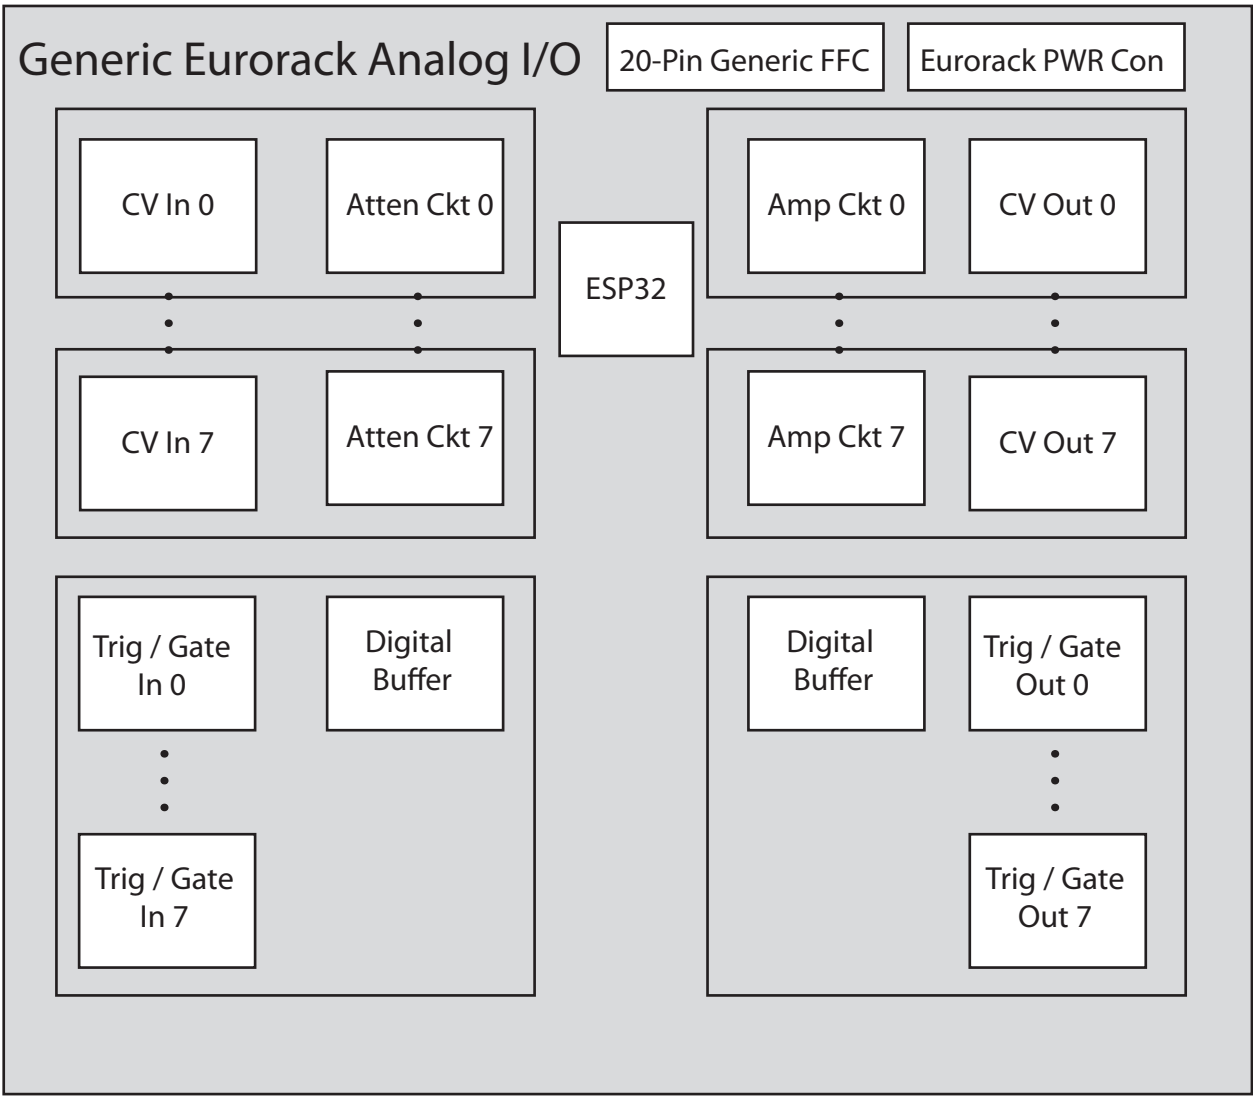 Generic Eurorack Analog I/O
20-Pin Generic FFC
Eurorack PWR Con
CV In 0
Atten Ckt 0
ESP32
Amp Ckt 0
CV Out 0
CV In 7
Atten Ckt 7
Amp Ckt 7
CV Out 7
Trig / Gate
In 0
Digital
Buffer
Digital
Buffer
Trig / Gate
Out 0
Trig / Gate
In 7
Trig / Gate
Out 7